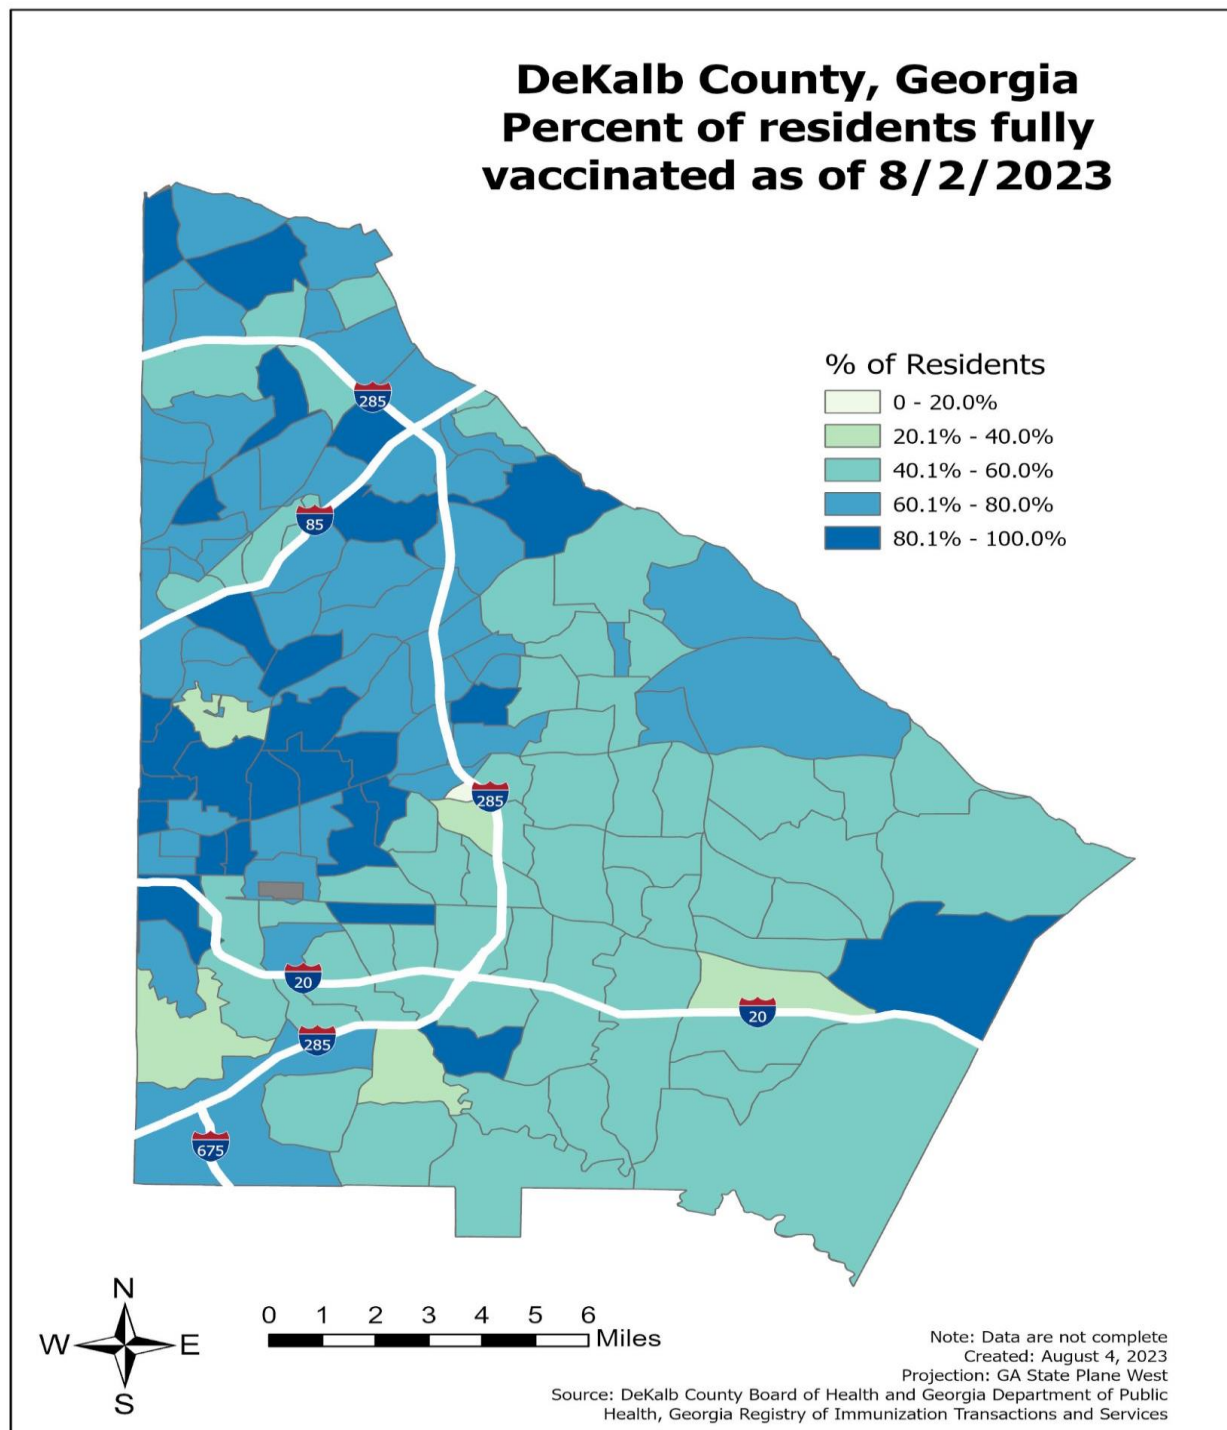 DeKalb County, Georgia
Percent of residents fully
vaccinated as of 8/2/2023
% of Residents
0 - 20.0%
20.1% - 40.0%
40.1% - 60.0%
60.1% - 80.0%
80.1% - 100.0%
285
85
285
20
20
285
675
N
W E
S
0 1 2 3 4 5 6
Miles
Note: Data are not complete
Created: August 4, 2023
Projection: GA State Plane West
Source: DeKalb County Board of Health and Georgia Department of Public
Health, Georgia Registry of Immunization Transactions and Services